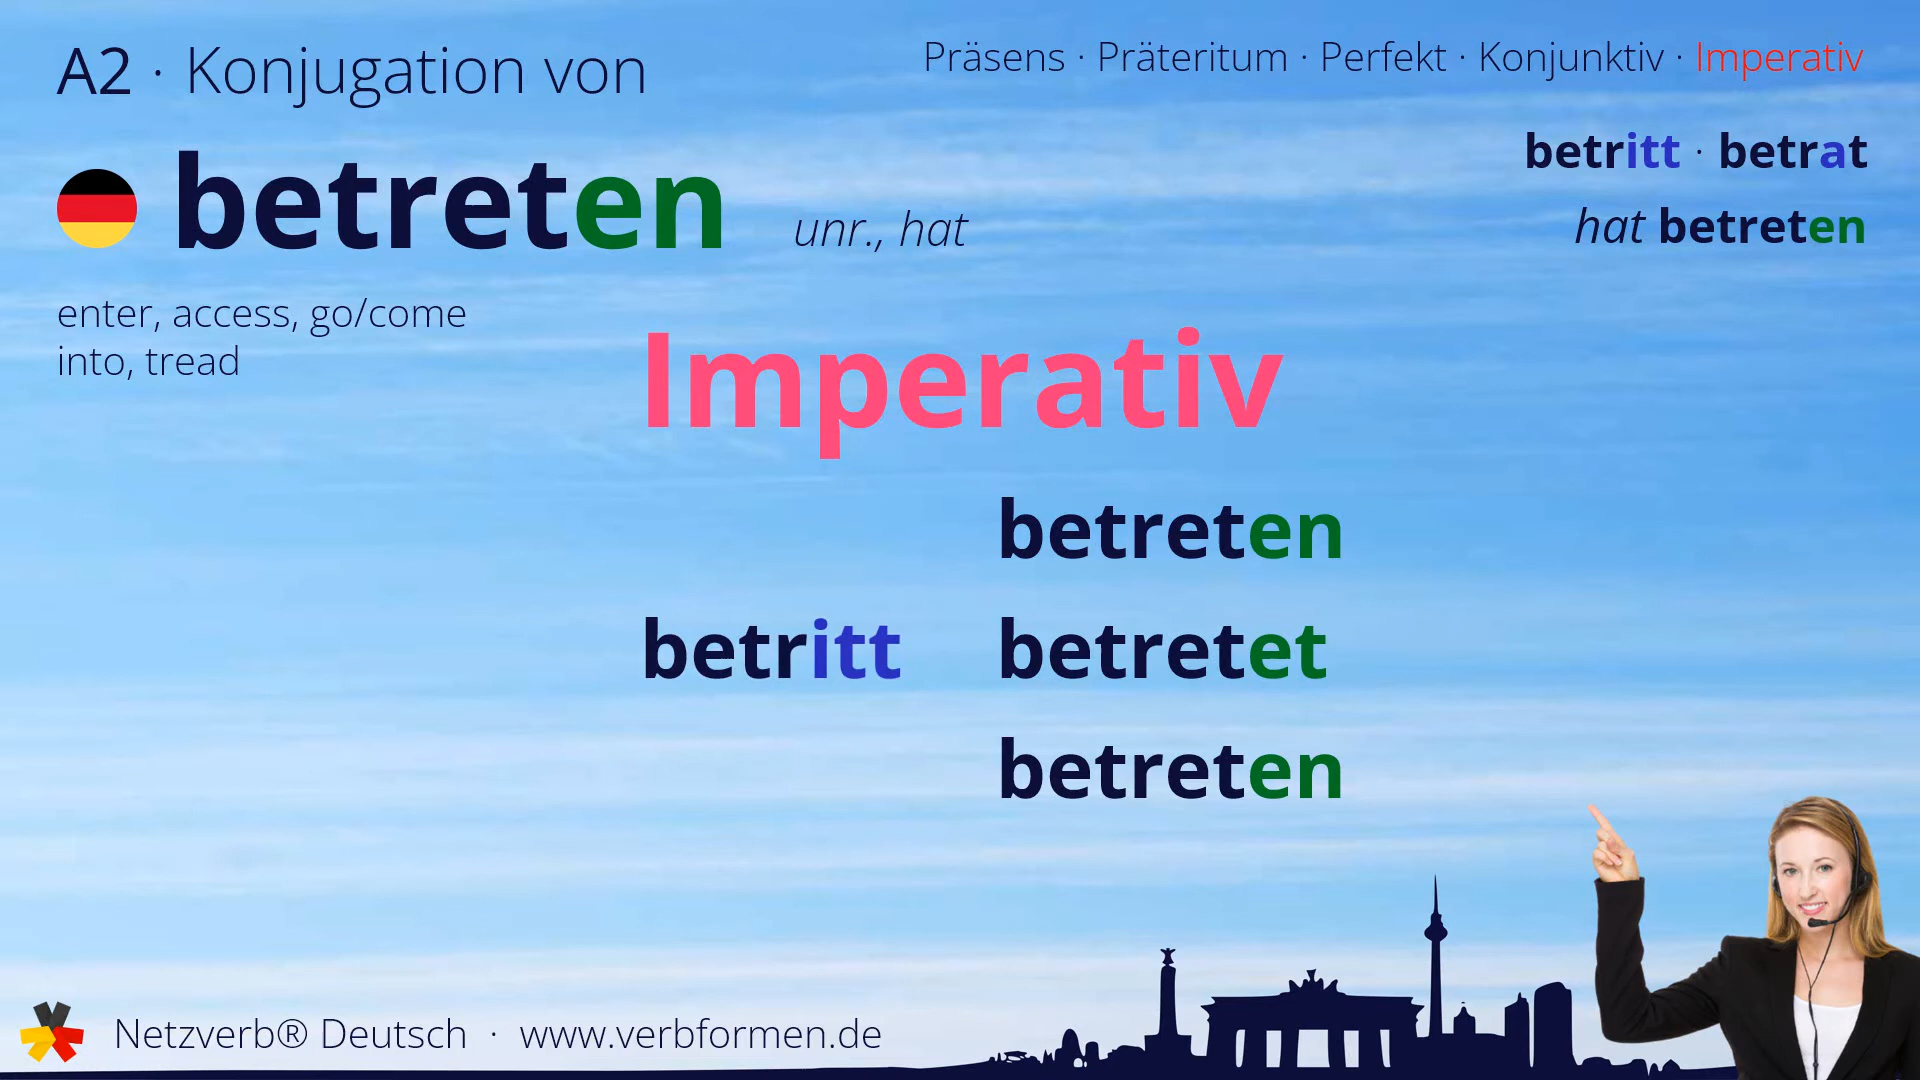 A2 · Konjugation von
Präsens · Präteritum · Perfekt · Konjunktiv · Imperativ
betreten unr., hat
betritt · betrat
hat betreten
enter, access, go/come
into, tread
Imperativ
betreten
betritt betretet
betreten
Netzverb® Deutsch · www.verbformen.de